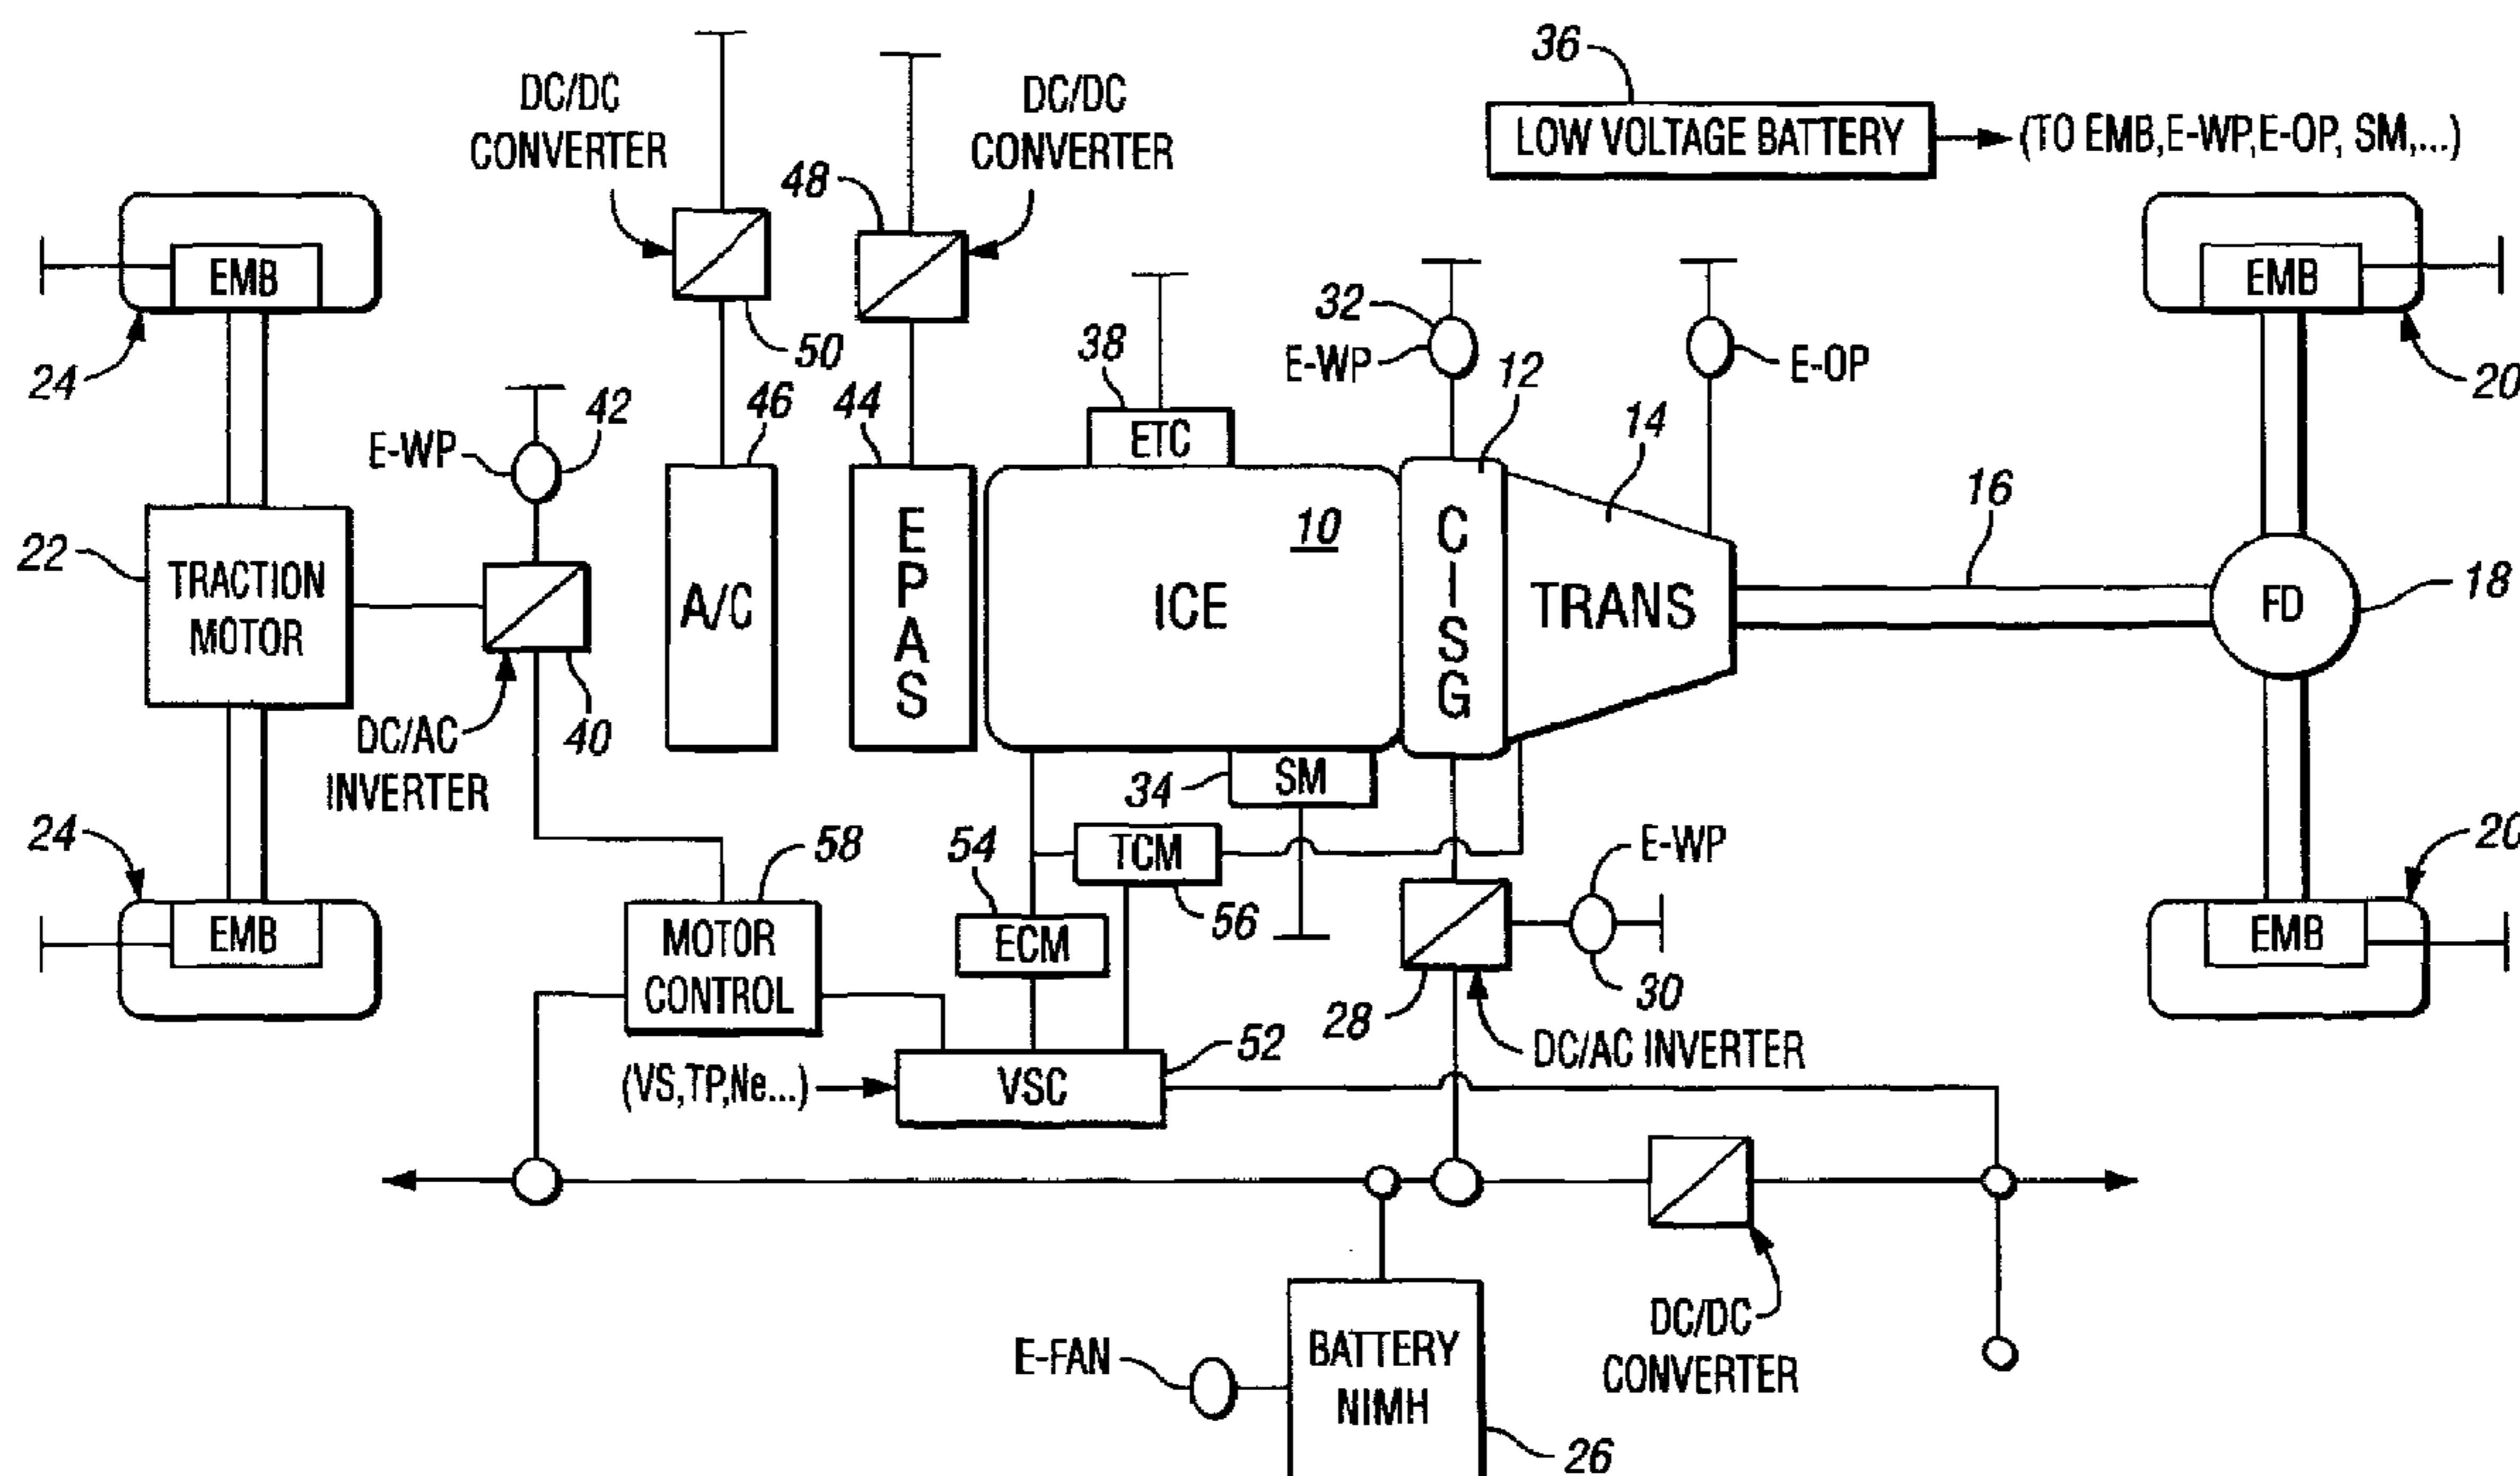 36
DC/DC
CONVERTER
DC/DC
CONVERTER
LOW VOLTAGE BATTERY
(TO EMB,E-WP,E-OP, SM,...)
48
EMB
EMB
32
E-WP
E-OP
50
38
12
24
20
46
44
14
42
E-WP
ETC
16
22
TRACTION
MOTOR
A/C
EPAS
10
ICE
CISG
TRANS
FD
18
DC/AC
INVERTER
40
34
SM
24
58
54
TCM
E-WP
20
56
EMB
MOTOR
CONTROL
ECM
EMB
28
30
52
DC/AC INVERTER
(VS,TP,Ne...)
VSC
DC/DC
CONVERTER
E-FAN
BATTERY
NIMH
26